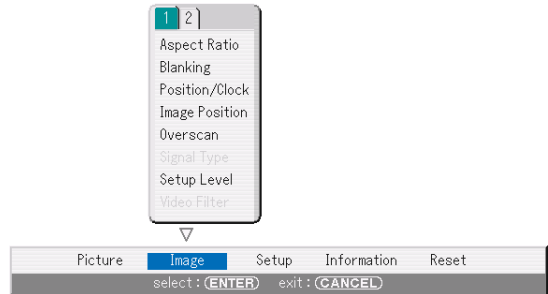 1 2
Aspect Ratio
Blanking
Position/Clock
Image Position
Overscan
Signal Type
Setup Level
Video Filter
Picture Image Setup Information Reset
select : (ENTER) exit : (CANCEL)